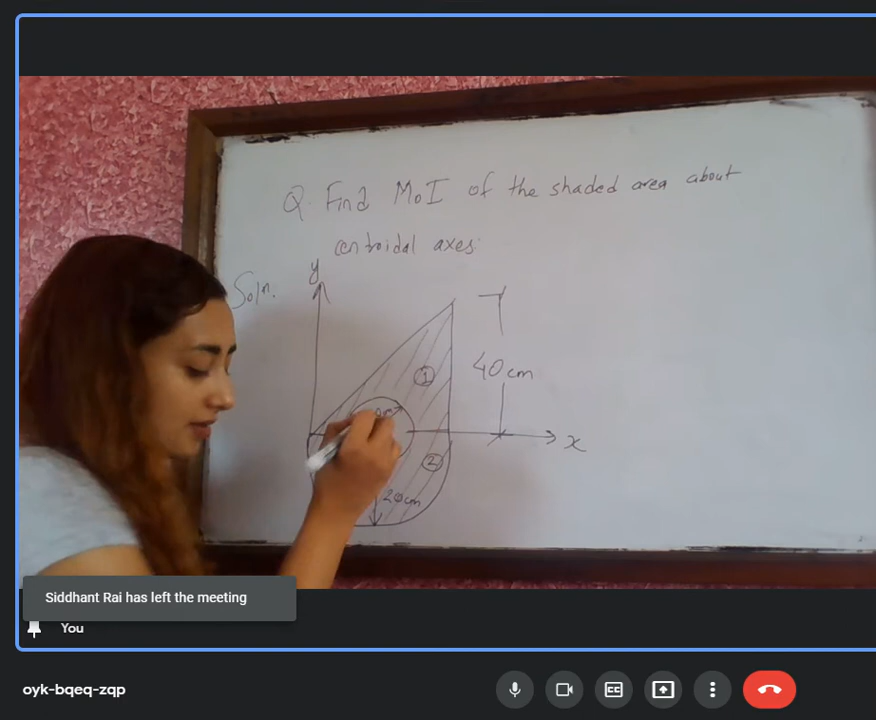 Q. Find MoI of the shaded area about
centroidal axes.
Soln.
y
1
40cm
x
2
20cm
Siddhant Rai has left the meeting
You
oyk-bqeq-zqp
CC